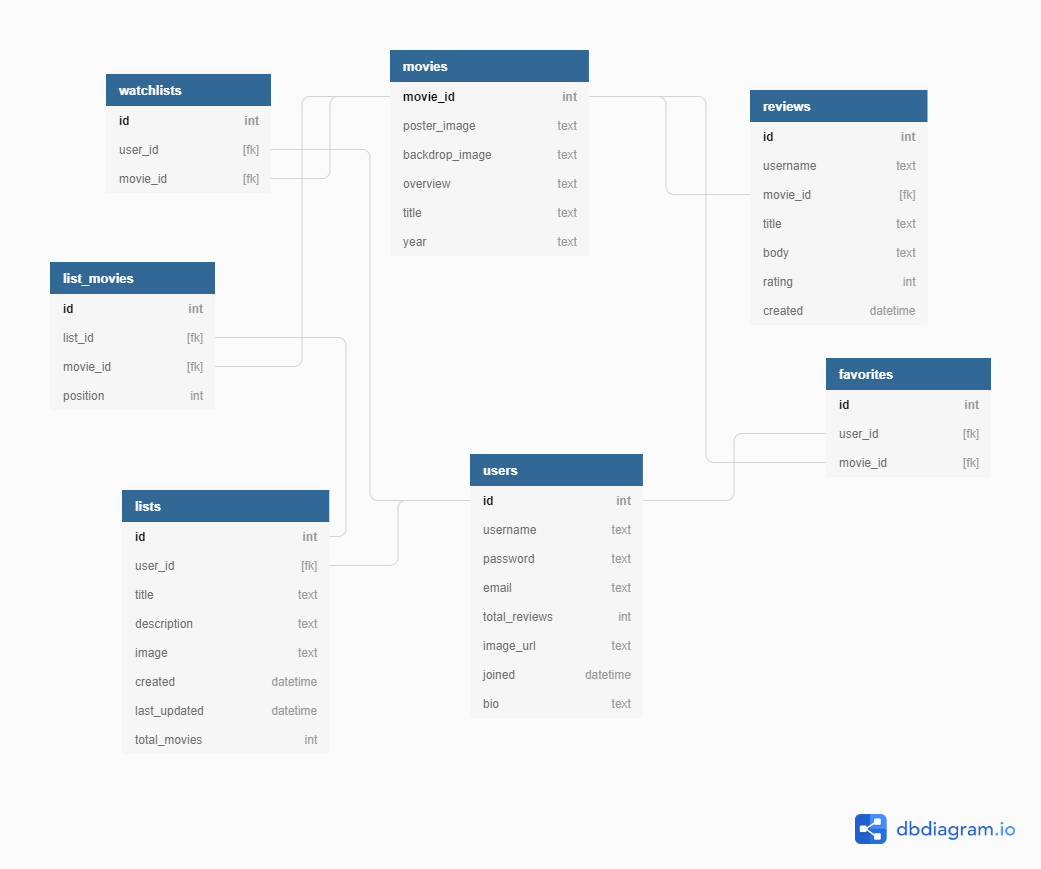 watchlists
id int
user_id [fk]
movie_id [fk]
movies
movie_id int
poster_image text
backdrop_image text
overview text
title text
year text
reviews
id int
username text
movie_id [fk]
title text
body text
rating int
created datetime
list_movies
id int
list_id [fk]
movie_id [fk]
position int
favorites
id int
user_id [fk]
movie_id [fk]
lists
id int
user_id [fk]
title text
description text
image text
created datetime
last_updated datetime
total_movies int
users
id int
username text
password text
email text
total_reviews int
image_url text
joined datetime
bio text
dbdiagram.io